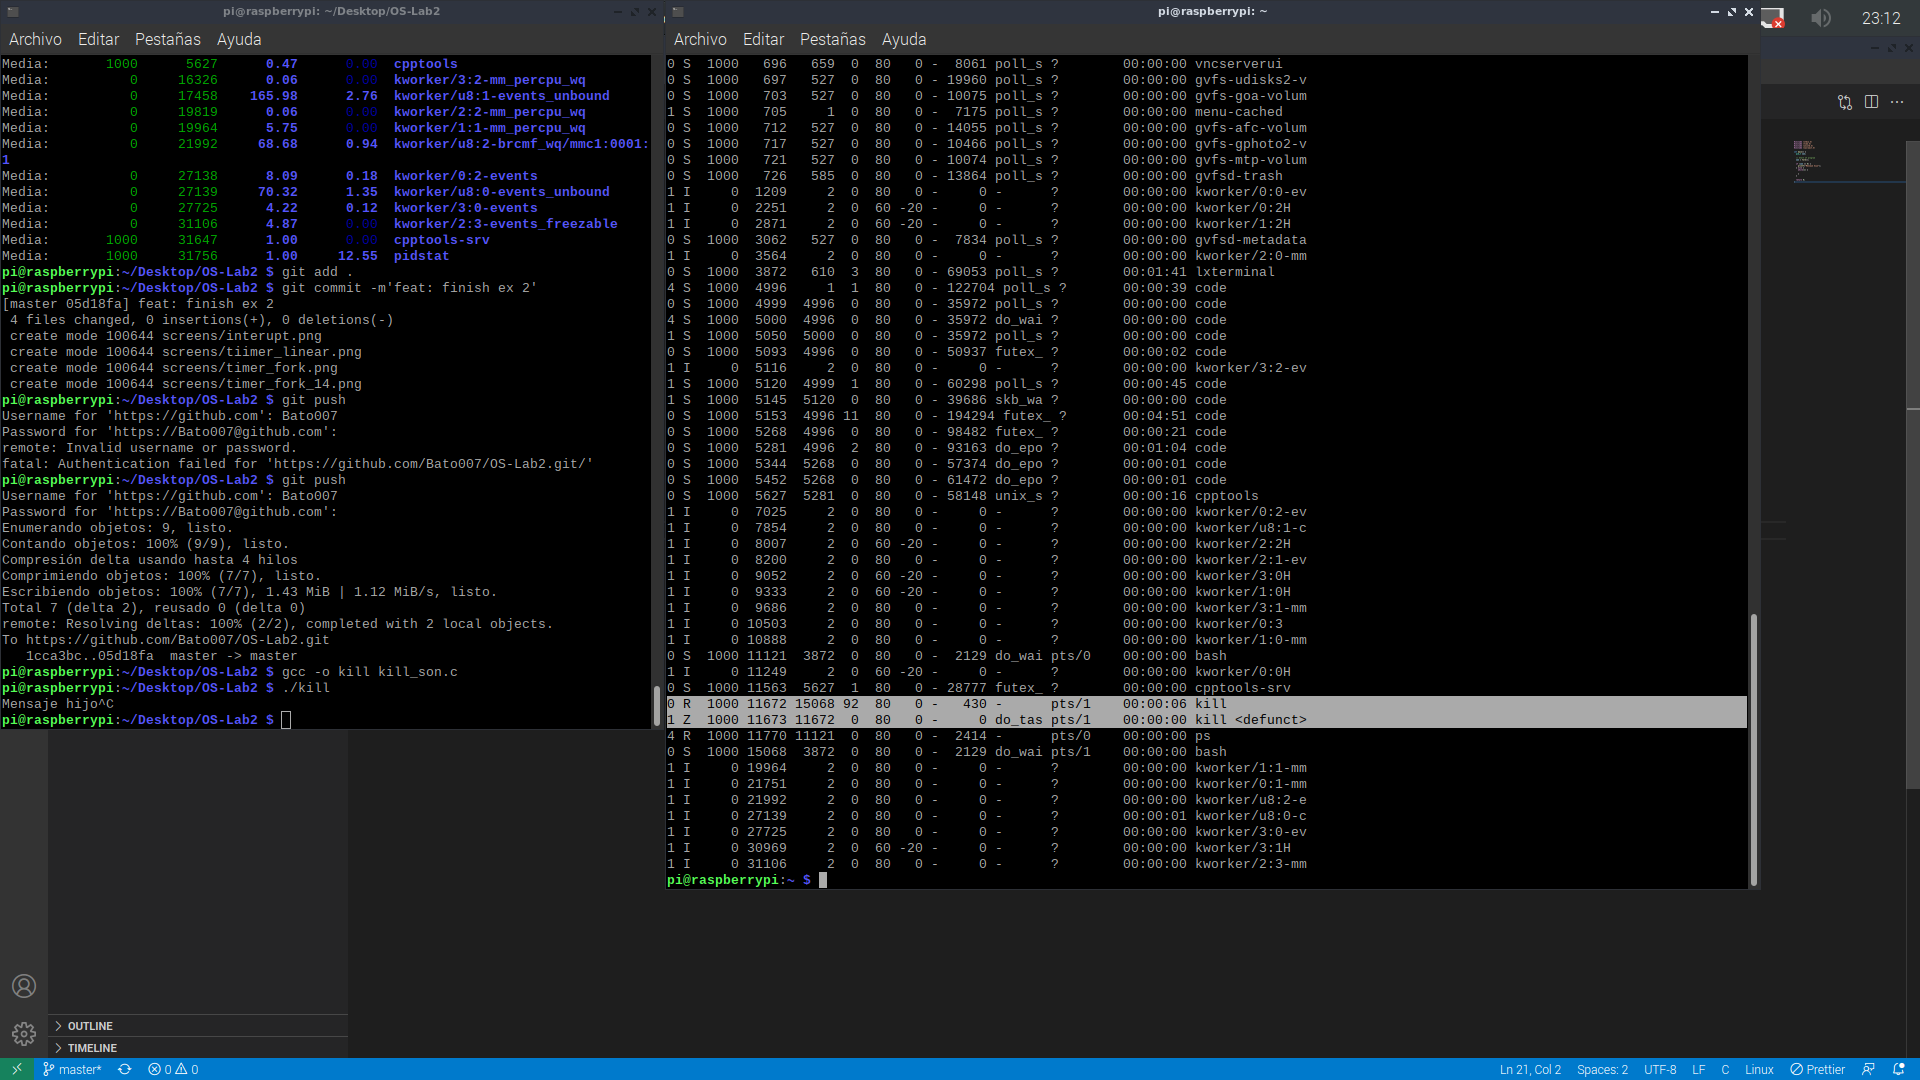 pi@raspberrypi: ~/Desktop/OS-Lab2
Archivo Editar Pestañas Ayuda
Media: 1000 5627 0.47 0.00 cpptools
Media: 0 16326 0.06 0.00 kworker/3:2-mm_percpu_wq
Media: 0 17458 165.98 2.76 kworker/u8:1-events_unbound
Media: 0 19819 0.06 0.00 kworker/2:2-mm_percpu_wq
Media: 0 19964 5.75 0.00 kworker/1:1-mm_percpu_wq
Media: 0 21992 68.68 0.94 kworker/u8:2-brcmf_wq/mmc1:0001:
1
Media: 0 27138 8.09 0.18 kworker/0:2-events
Media: 0 27139 70.32 1.35 kworker/u8:0-events_unbound
Media: 0 27725 4.22 0.12 kworker/3:0-events
Media: 0 31106 4.87 0.00 kworker/2:3-events_freezable
Media: 1000 31647 1.00 0.00 cpptools-srv
Media: 1000 31756 1.00 12.55 pidstat
pi@raspberrypi:~/Desktop/OS-Lab2 $ git add .
pi@raspberrypi:~/Desktop/OS-Lab2 $ git commit -m'feat: finish ex 2'
[master 05d18fa] feat: finish ex 2
4 files changed, 0 insertions(+), 0 deletions(-)
create mode 100644 screens/interupt.png
create mode 100644 screens/tiimer_linear.png
create mode 100644 screens/timer_fork.png
create mode 100644 screens/timer_fork_14.png
pi@raspberrypi:~/Desktop/OS-Lab2 $ git push
Username for 'https://github.com': Bato007
Password for 'https://Bato007@github.com':
remote: Invalid username or password.
fatal: Authentication failed for 'https://github.com/Bato007/OS-Lab2.git/'
pi@raspberrypi:~/Desktop/OS-Lab2 $ git push
Username for 'https://github.com': Bato007
Password for 'https://Bato007@github.com':
Enumerando objetos: 9, listo.
Contando objetos: 100% (9/9), listo.
Compresión delta usando hasta 4 hilos
Comprimiendo objetos: 100% (7/7), listo.
Escribiendo objetos: 100% (7/7), 1.43 MiB | 1.12 MiB/s, listo.
Total 7 (delta 2), reusado 0 (delta 0)
remote: Resolving deltas: 100% (2/2), completed with 2 local objects.
To https://github.com/Bato007/OS-Lab2.git
1cca3bc..05d18fa master -> master
pi@raspberrypi:~/Desktop/OS-Lab2 $ gcc -o kill kill_son.c
pi@raspberrypi:~/Desktop/OS-Lab2 $ ./kill
Mensaje hijo^C
pi@raspberrypi:~/Desktop/OS-Lab2 $
pi@raspberrypi: ~
Archivo Editar Pestañas Ayuda
0 S 1000 696 659 0 80 0 - 8061 poll_s ? 00:00:00 vncserverui
0 S 1000 697 527 0 80 0 - 19960 poll_s ? 00:00:00 gvfs-udisks2-v
0 S 1000 703 527 0 80 0 - 10075 poll_s ? 00:00:00 gvfs-goa-volum
1 S 1000 705 1 0 80 0 - 7175 poll_s ? 00:00:00 menu-cached
0 S 1000 712 527 0 80 0 - 14055 poll_s ? 00:00:00 gvfs-afc-volum
0 S 1000 717 527 0 80 0 - 10466 poll_s ? 00:00:00 gvfs-gphoto2-v
0 S 1000 721 527 0 80 0 - 10074 poll_s ? 00:00:00 gvfs-mtp-volum
0 S 1000 726 585 0 80 0 - 13864 poll_s ? 00:00:00 gvfsd-trash
1 I 0 1209 2 0 80 0 - 0 - ? 00:00:00 kworker/0:0-ev
1 I 0 2251 2 0 60 -20 - 0 - ? 00:00:00 kworker/0:2H
1 I 0 2871 2 0 60 -20 - 0 - ? 00:00:00 kworker/1:2H
0 S 1000 3062 527 0 80 0 - 7834 poll_s ? 00:00:00 gvfsd-metadata
1 I 0 3564 2 0 80 0 - 0 - ? 00:00:00 kworker/2:0-mm
0 S 1000 3872 610 3 80 0 - 69053 poll_s ? 00:01:41 lxterminal
4 S 1000 4996 1 1 80 0 - 122704 poll_s ? 00:00:39 code
0 S 1000 4999 4996 0 80 0 - 35972 poll_s ? 00:00:00 code
4 S 1000 5000 4996 0 80 0 - 35972 do_wai ? 00:00:00 code
1 S 1000 5050 5000 0 80 0 - 35972 poll_s ? 00:00:00 code
0 S 1000 5093 4996 0 80 0 - 50937 futex_ ? 00:00:02 code
1 I 0 5116 2 0 80 0 - 0 - ? 00:00:00 kworker/3:2-ev
1 S 1000 5120 4999 1 80 0 - 60298 poll_s ? 00:00:45 code
1 S 1000 5145 5120 0 80 0 - 39686 skb_wa ? 00:00:00 code
0 S 1000 5153 4996 11 80 0 - 194294 futex_ ? 00:04:51 code
0 S 1000 5268 4996 0 80 0 - 98482 futex_ ? 00:00:21 code
0 S 1000 5281 4996 2 80 0 - 93163 do_epo ? 00:01:04 code
0 S 1000 5344 5268 0 80 0 - 57374 do_epo ? 00:00:01 code
0 S 1000 5452 5268 0 80 0 - 61472 do_epo ? 00:00:01 code
0 S 1000 5627 5281 0 80 0 - 58148 unix_s ? 00:00:16 cpptools
1 I 0 7025 2 0 80 0 - 0 - ? 00:00:00 kworker/0:2-ev
1 I 0 7854 2 0 80 0 - 0 - ? 00:00:00 kworker/u8:1-c
1 I 0 8007 2 0 60 -20 - 0 - ? 00:00:00 kworker/2:2H
1 I 0 8200 2 0 80 0 - 0 - ? 00:00:00 kworker/2:1-ev
1 I 0 9052 2 0 60 -20 - 0 - ? 00:00:00 kworker/3:0H
1 I 0 9333 2 0 60 -20 - 0 - ? 00:00:00 kworker/1:0H
1 I 0 9686 2 0 80 0 - 0 - ? 00:00:00 kworker/3:1-mm
1 I 0 10503 2 0 80 0 - 0 - ? 00:00:00 kworker/0:3
1 I 0 10888 2 0 80 0 - 0 - ? 00:00:00 kworker/1:0-mm
0 S 1000 11121 3872 0 80 0 - 2129 do_wai pts/0 00:00:00 bash
1 I 0 11249 2 0 60 -20 - 0 - ? 00:00:00 kworker/0:0H
0 S 1000 11563 5627 1 80 0 - 28777 futex_ ? 00:00:00 cpptools-srv
0 R 1000 11672 15068 92 80 0 - 430 - pts/1 00:00:06 kill
1 Z 1000 11673 11672 0 80 0 - 0 do_tas pts/1 00:00:00 kill <defunct>
4 R 1000 11770 11121 0 80 0 - 2414 - pts/0 00:00:00 ps
0 S 1000 15068 3872 0 80 0 - 2129 do_wai pts/1 00:00:00 bash
1 I 0 19964 2 0 80 0 - 0 - ? 00:00:00 kworker/1:1-mm
1 I 0 21751 2 0 80 0 - 0 - ? 00:00:00 kworker/0:1-mm
1 I 0 21992 2 0 80 0 - 0 - ? 00:00:00 kworker/u8:2-e
1 I 0 27139 2 0 80 0 - 0 - ? 00:00:01 kworker/u8:0-c
1 I 0 27725 2 0 80 0 - 0 - ? 00:00:00 kworker/3:0-ev
1 I 0 30969 2 0 60 -20 - 0 - ? 00:00:00 kworker/3:1H
1 I 0 31106 2 0 80 0 - 0 - ? 00:00:00 kworker/2:3-mm
pi@raspberrypi:~ $
23:12
OUTLINE
TIMELINE
master* 0 0 Ln 21, Col 2 Spaces: 2 UTF-8 LF C Linux Prettier